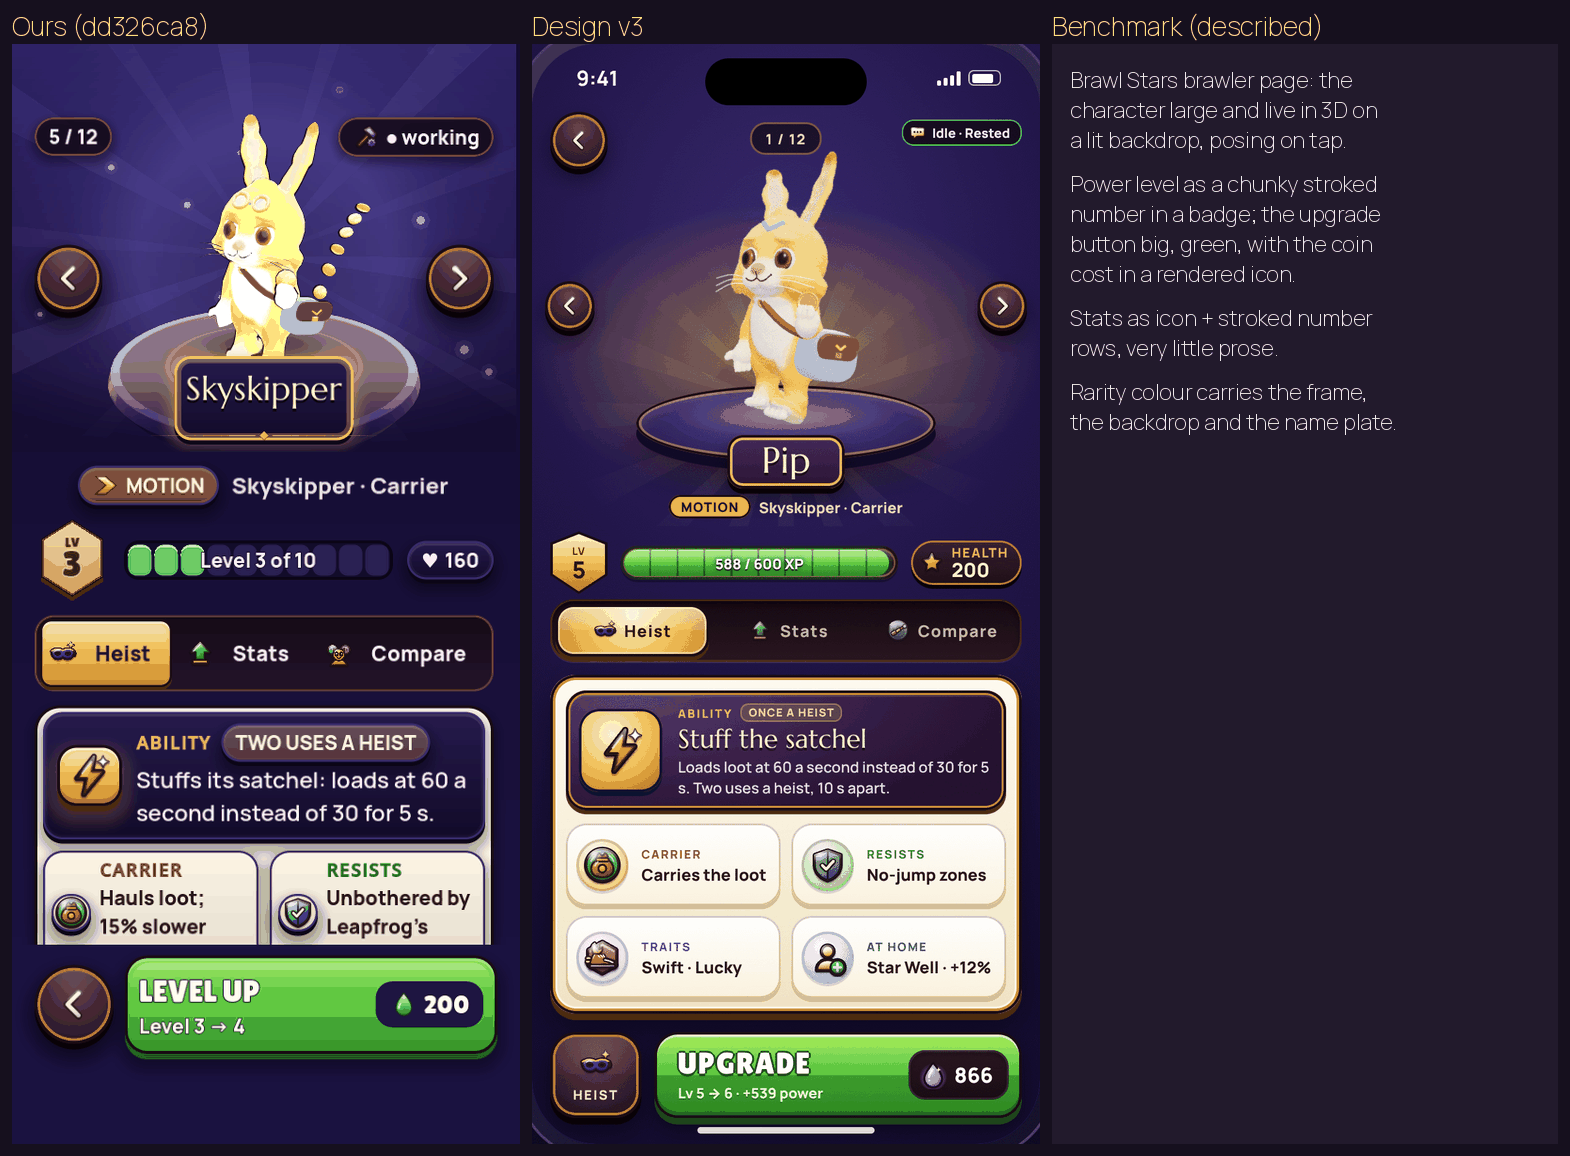 Ours (dd326ca8)
5 / 12
working
Skyskipper
MOTION
Skyskipper · Carrier
LV
3
Level 3 of 10
♥ 160
Heist
Stats
Compare
ABILITY
TWO USES A HEIST
Stuffs its satchel: loads at 60 a
second instead of 30 for 5 s.
CARRIER
Hauls loot;
15% slower
RESISTS
Unbothered by
Leapfrog's
LEVEL UP
Level 3 → 4
200
Design v3
9:41
1 / 12
Idle · Rested
Pip
MOTION
Skyskipper · Carrier
LV
5
588 / 600 XP
HEALTH
200
Heist
Stats
Compare
ABILITY
ONCE A HEIST
Stuff the satchel
Loads loot at 60 a second instead of 30 for 5
s. Two uses a heist, 10 s apart.
CARRIER
Carries the loot
RESISTS
No-jump zones
TRAITS
Swift · Lucky
AT HOME
Star Well · +12%
HEIST
UPGRADE
Lv 5 → 6 · +539 power
866
Benchmark (described)
Brawl Stars brawler page: the
character large and live in 3D on
a lit backdrop, posing on tap.
Power level as a chunky stroked
number in a badge; the upgrade
button big, green, with the coin
cost in a rendered icon.
Stats as icon + stroked number
rows, very little prose.
Rarity colour carries the frame,
the backdrop and the name plate.